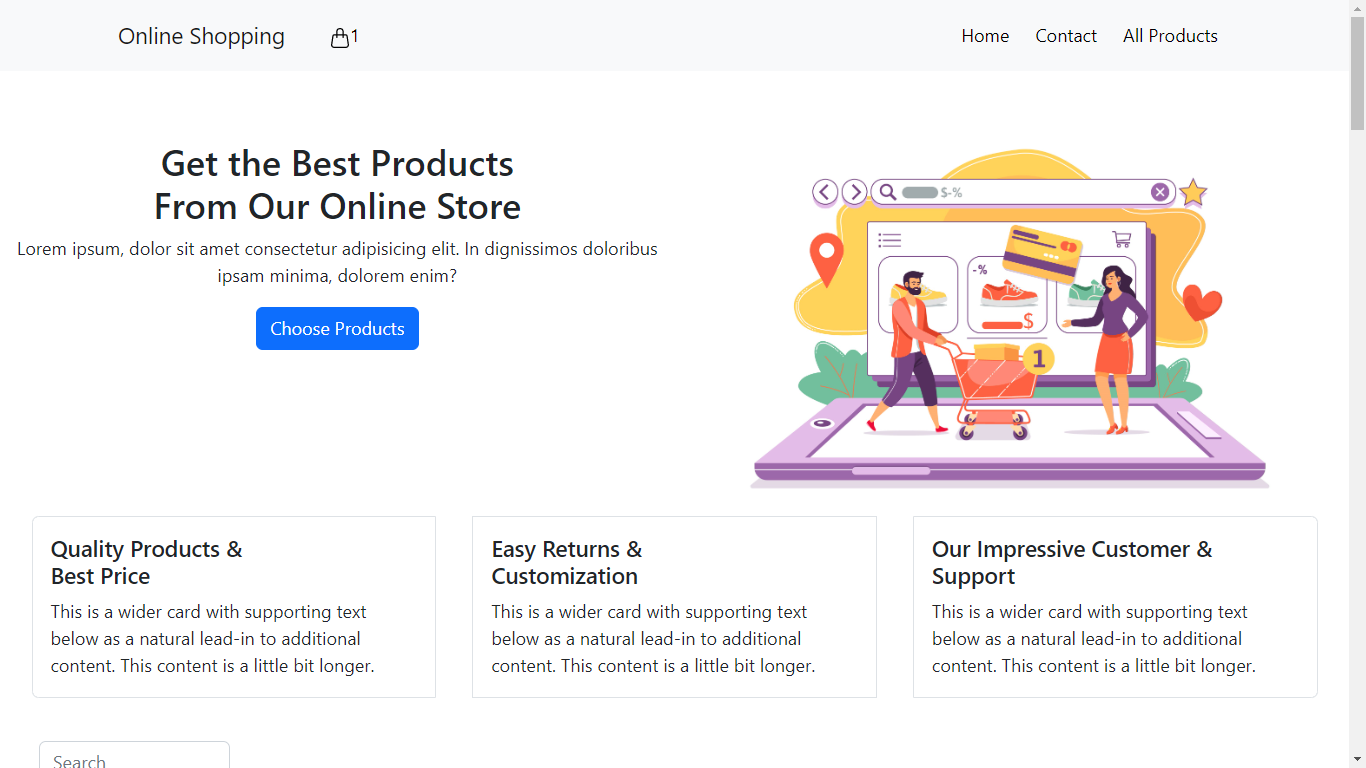 Online Shopping 1 Home Contact All Products
Get the Best Products
From Our Online Store
Lorem ipsum, dolor sit amet consectetur adipisicing elit. In dignissimos doloribus
ipsam minima, dolorem enim?
Choose Products
$-%
-%
$
1
Quality Products &
Best Price
This is a wider card with supporting text
below as a natural lead-in to additional
content. This content is a little bit longer.
Easy Returns &
Customization
This is a wider card with supporting text
below as a natural lead-in to additional
content. This content is a little bit longer.
Our Impressive Customer &
Support
This is a wider card with supporting text
below as a natural lead-in to additional
content. This content is a little bit longer.
Search